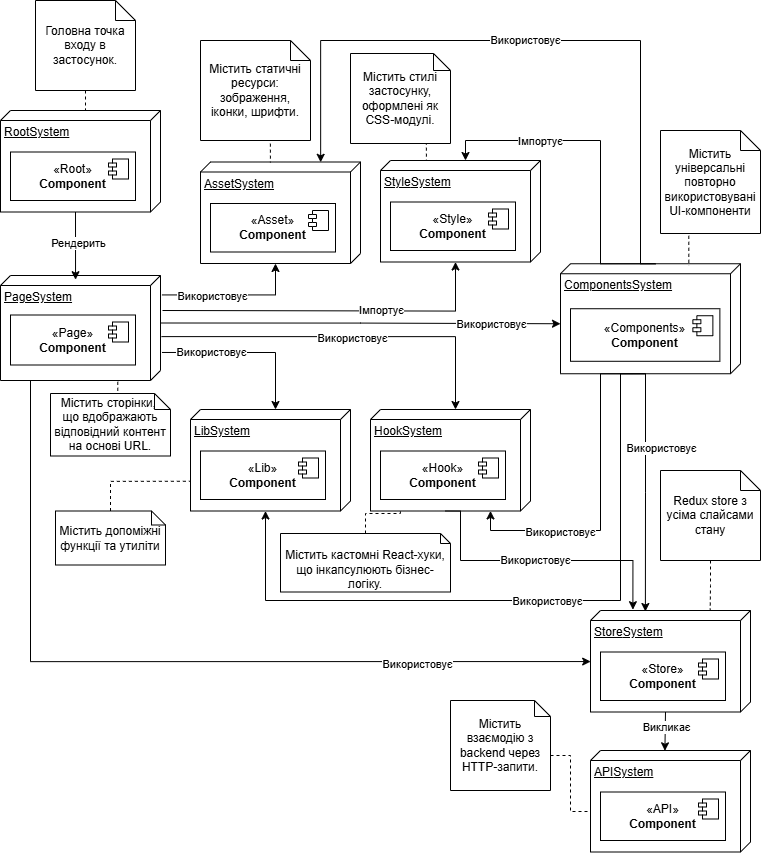 Головна точка
входу в
застосунок.
Використовує
Містить статичні
ресурси:
зображення,
іконки, шрифти.
Містить стилі
застосунку,
оформлені як
CSS-модулі.
RootSystem
«Root»
Component
Імпортує
Містить
універсальні
повторно
використовувані
UI-компоненти
AssetSystem
«Asset»
Component
StyleSystem
«Style»
Component
Рендерить
PageSystem
«Page»
Component
Використовує
Імпортує
Використовує
Використовує
Використовує
ComponentsSystem
«Components»
Component
Містить сторінки,
що вдображають
відповідний контент
на основі URL.
LibSystem
«Lib»
Component
HookSystem
«Hook»
Component
Використовує
Містить допоміжні
функції та утиліти
Містить кастомні React-хуки,
що інкапсулюють бізнес-
логіку.
Використовує
Використовує
Використовує
Redux store з
усіма слайсами
стану
StoreSystem
«Store»
Component
Використовує
Викликає
Містить
взаємодію з
backend через
HTTP-запити.
APISystem
«API»
Component